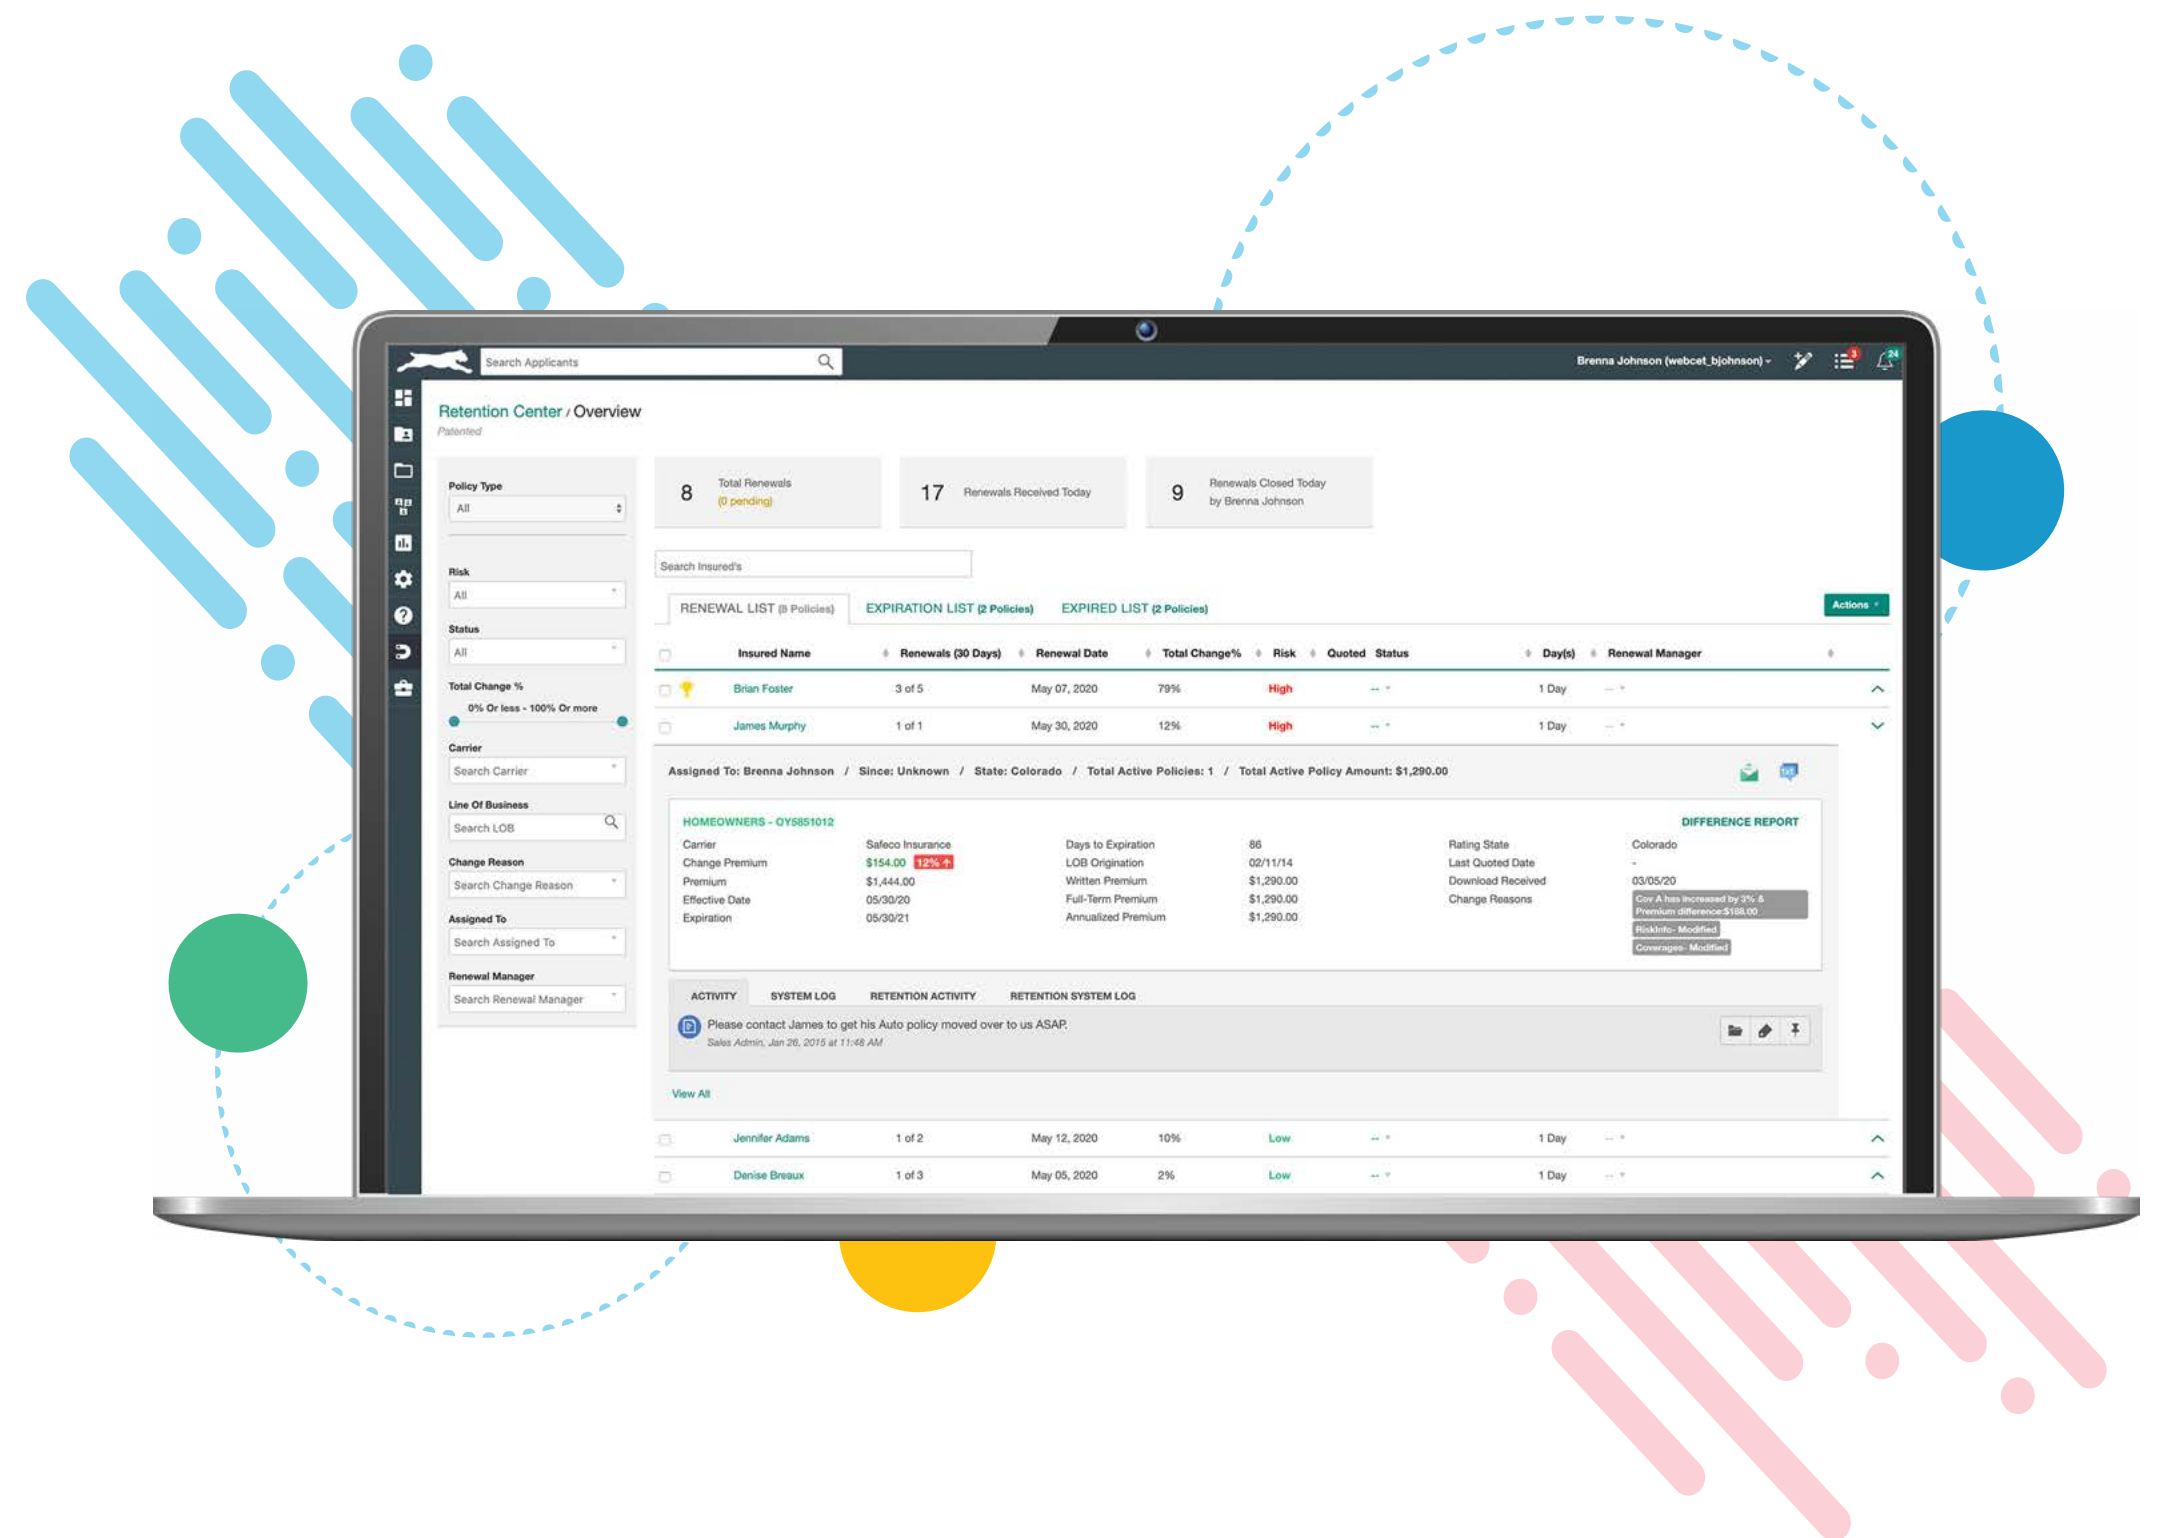 Search Applicants
Brenna Johnson (webcet_bjohnson)
3
24
Retention Center / Overview
Patented
Policy Type
All
Risk
All
Status
All
Total Change %
0% Or less - 100% Or more
Carrier
Search Carrier
Line Of Business
Search LOB
Change Reason
Search Change Reason
Assigned To
Search Assigned To
Renewal Manager
Search Renewal Manager
8 Total Renewals
(0 pending)
17 Renewals Received Today
9 Renewals Closed Today
by Brenna Johnson
Search Insured's
RENEWAL LIST (8 Policies) EXPIRATION LIST (2 Policies) EXPIRED LIST (2 Policies)
Actions
Insured Name Renewals (30 Days) Renewal Date Total Change% Risk Quoted Status Day(s) Renewal Manager
Brian Foster 3 of 5 May 07, 2020 79% High -- 1 Day --
James Murphy 1 of 1 May 30, 2020 12% High -- 1 Day --
Assigned To: Brenna Johnson / Since: Unknown / State: Colorado / Total Active Policies: 1 / Total Active Policy Amount: $1,290.00
txt
HOMEOWNERS - OY5851012 DIFFERENCE REPORT
Carrier Safeco Insurance Days to Expiration 86 Rating State Colorado
Change Premium $154.00 12% ↑ LOB Origination 02/11/14 Last Quoted Date -
Premium $1,444.00 Written Premium $1,290.00 Download Received 03/05/20
Effective Date 05/30/20 Full-Term Premium $1,290.00 Change Reasons Cov A has increased by 3% &
Premium difference:$188.00
Expiration 05/30/21 Annualized Premium $1,290.00
RiskInfo- Modified
Coverages- Modified
ACTIVITY SYSTEM LOG RETENTION ACTIVITY RETENTION SYSTEM LOG
Please contact James to get his Auto policy moved over to us ASAP.
Sales Admin, Jan 26, 2015 at 11:48 AM
View All
Jennifer Adams 1 of 2 May 12, 2020 10% Low -- 1 Day --
Denise Breaux 1 of 3 May 05, 2020 2% Low -- 1 Day --